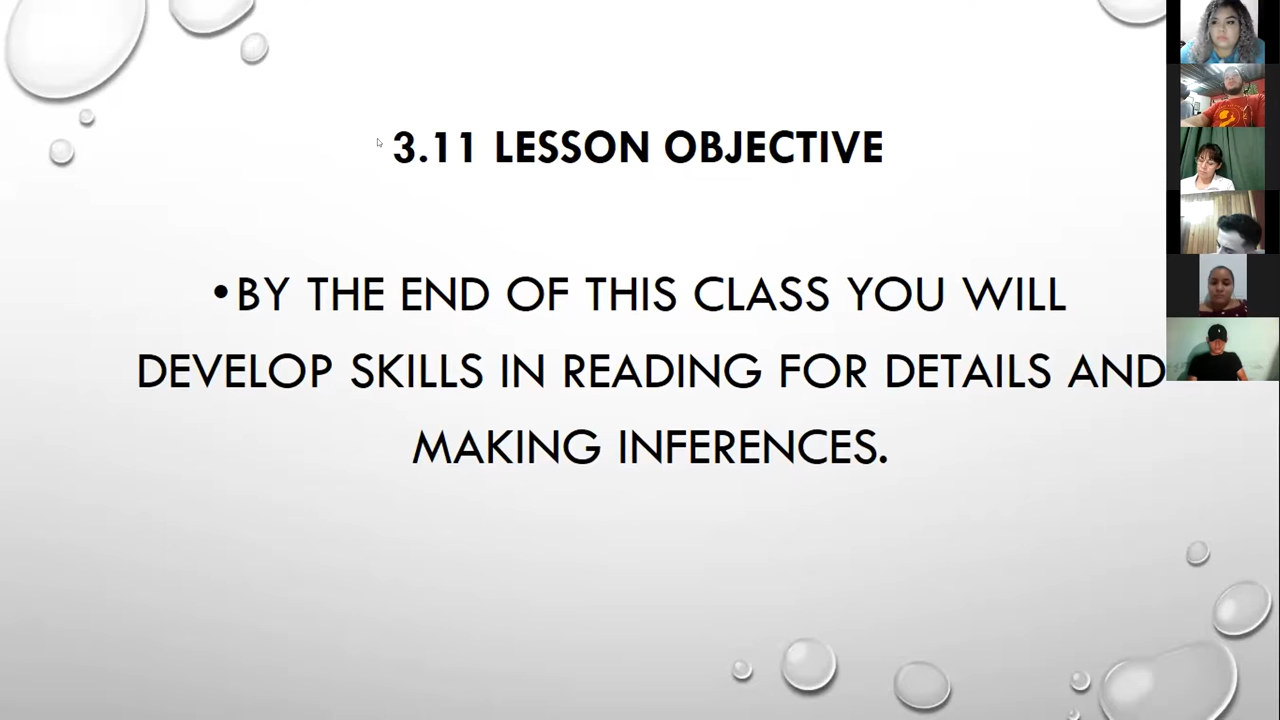 3.11 LESSON OBJECTIVE
•BY THE END OF THIS CLASS YOU WILL
DEVELOP SKILLS IN READING FOR DETAILS AND
MAKING INFERENCES.